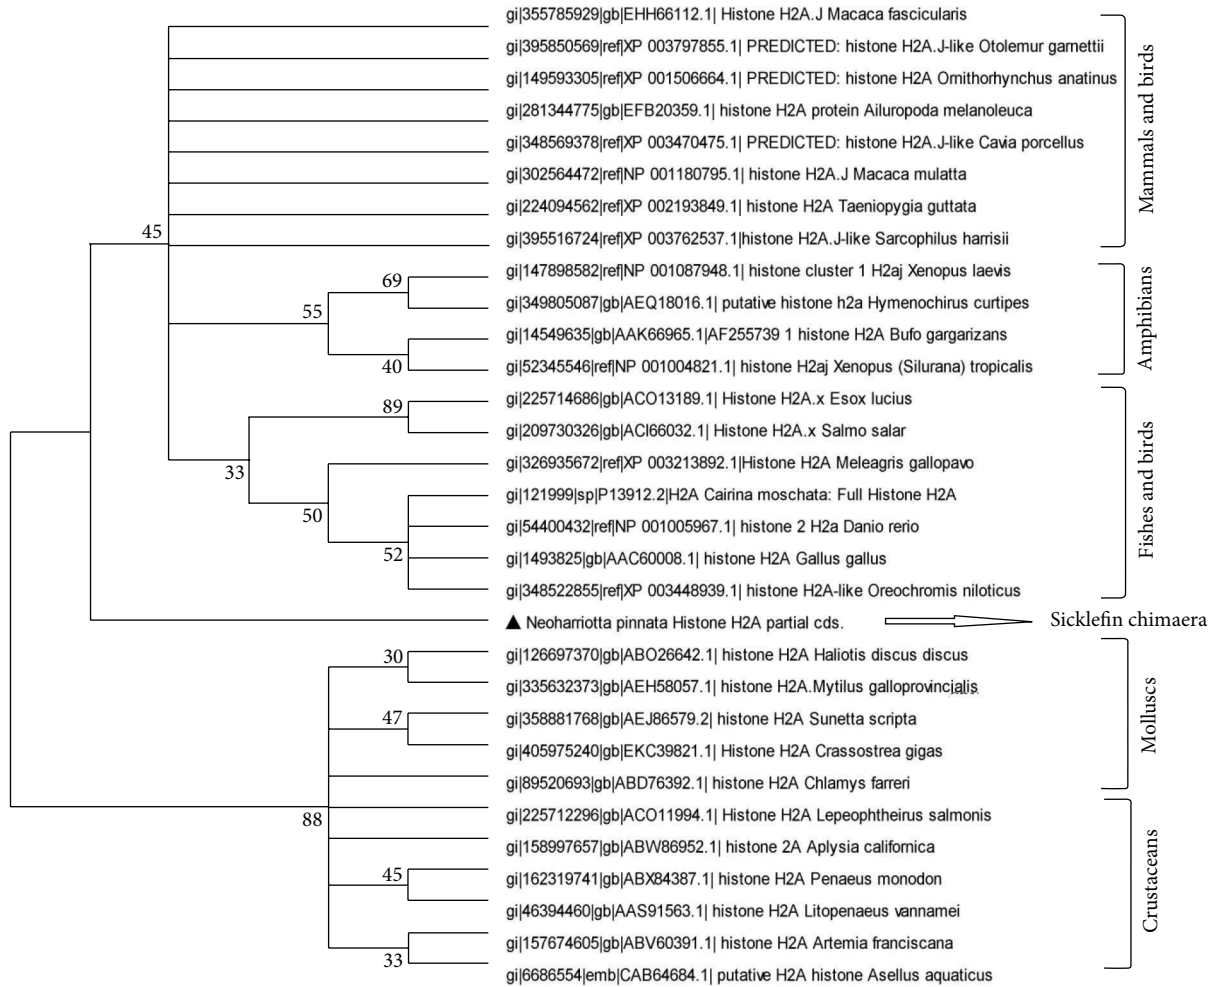 gi|355785929|gb|EHH66112.1| Histone H2A.J Macaca fascicularis
gi|395850569|ref|XP 003797855.1| PREDICTED: histone H2A.J-like Otolemur garnettii
gi|149593305|ref|XP 001506664.1| PREDICTED: histone H2A Ornithorhynchus anatinus
gi|281344775|gb|EFB20359.1| histone H2A protein Ailuropoda melanoleuca
gi|348569378|ref|XP 003470475.1| PREDICTED: histone H2A.J-like Cavia porcellus
gi|302564472|ref|NP 001180795.1| histone H2A.J Macaca mulatta
gi|224094562|ref|XP 002193849.1| histone H2A Taeniopygia guttata
gi|395516724|ref|XP 003762537.1|histone H2A.J-like Sarcophilus harrisii
Mammals and birds
45
gi|147898582|ref|NP 001087948.1| histone cluster 1 H2aj Xenopus laevis
gi|349805087|gb|AEQ18016.1| putative histone h2a Hymenochirus curtipes
gi|14549635|gb|AAK66965.1|AF255739 1 histone H2A Bufo gargarizans
gi|52345546|ref|NP 001004821.1| histone H2aj Xenopus (Silurana) tropicalis
Amphibians
69
55
40
gi|225714686|gb|ACO13189.1| Histone H2A.x Esox lucius
gi|209730326|gb|ACI66032.1| Histone H2A.x Salmo salar
gi|326935672|ref|XP 003213892.1|Histone H2A Meleagris gallopavo
gi|121999|sp|P13912.2|H2A Cairina moschata: Full Histone H2A
gi|54400432|ref|NP 001005967.1| histone 2 H2a Danio rerio
gi|1493825|gb|AAC60008.1| histone H2A Gallus gallus
gi|348522855|ref|XP 003448939.1| histone H2A-like Oreochromis niloticus
Fishes and birds
89
33
50
52
▲ Neoharriotta pinnata Histone H2A partial cds.
Sicklefin chimaera
gi|126697370|gb|ABO26642.1| histone H2A Haliotis discus discus
gi|335632373|gb|AEH58057.1| histone H2A.Mytilus galloprovincialis
gi|358881768|gb|AEJ86579.2| histone H2A Sunetta scripta
gi|405975240|gb|EKC39821.1| Histone H2A Crassostrea gigas
gi|89520693|gb|ABD76392.1| histone H2A Chlamys farreri
Molluscs
30
47
88
gi|225712296|gb|ACO11994.1| Histone H2A Lepeophtheirus salmonis
gi|158997657|gb|ABW86952.1| histone 2A Aplysia californica
gi|162319741|gb|ABX84387.1| histone H2A Penaeus monodon
gi|46394460|gb|AAS91563.1| histone H2A Litopenaeus vannamei
gi|157674605|gb|ABV60391.1| histone H2A Artemia franciscana
gi|6686554|emb|CAB64684.1| putative H2A histone Asellus aquaticus
Crustaceans
45
33